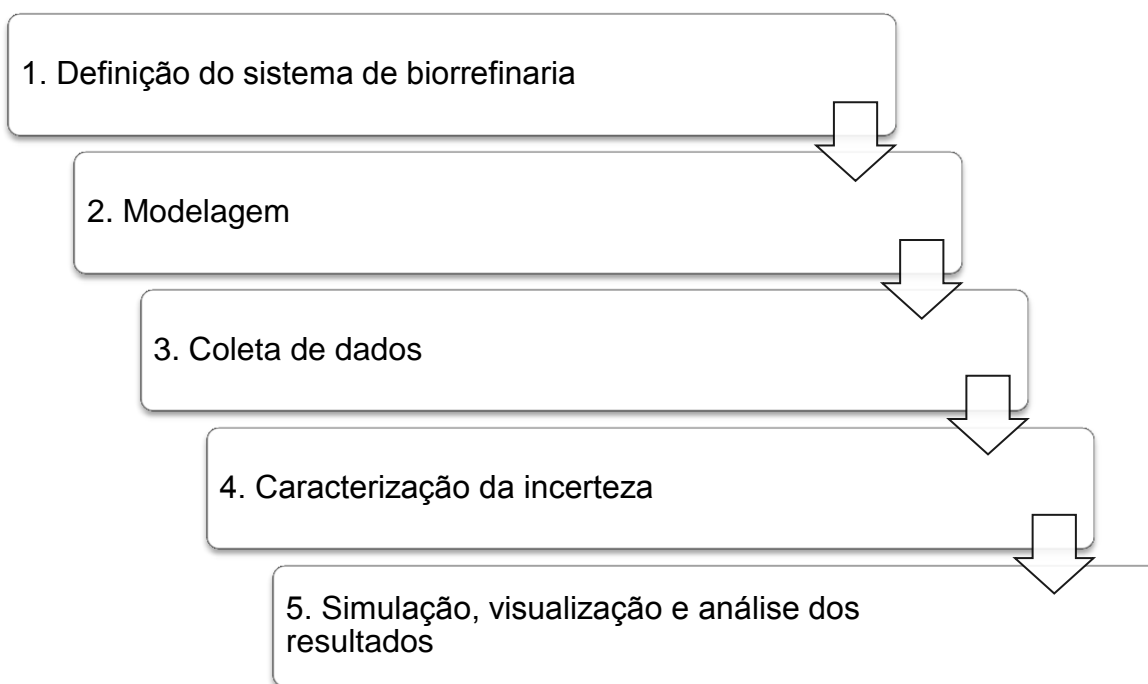 1. Definição do sistema de biorrefinaria
2. Modelagem
3. Coleta de dados
4. Caracterização da incerteza
5. Simulação, visualização e análise dos
resultados